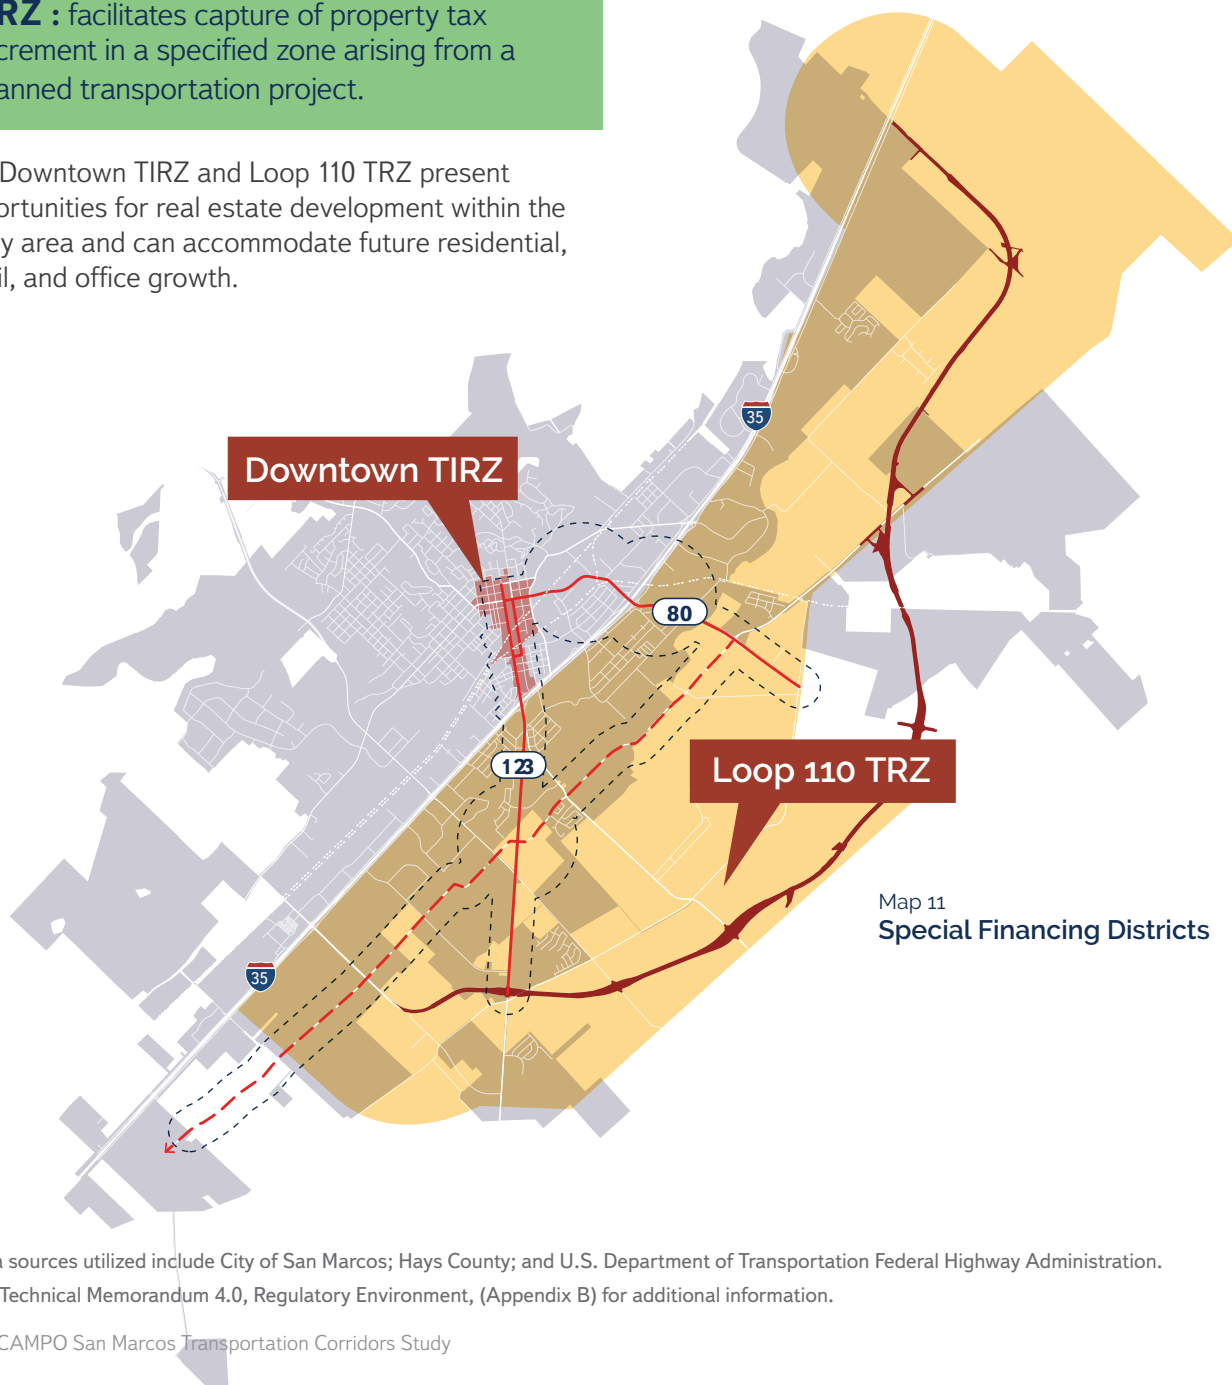 RZ : facilitates capture of property tax
crement in a specified zone arising from a
anned transportation project.
Downtown TIRZ and Loop 110 TRZ present
ortunities for real estate development within the
y area and can accommodate future residential,
il, and office growth.
35
Downtown TIRZ
80
123
Loop 110 TRZ
Map 11
Special Financing Districts
35
a sources utilized include City of San Marcos; Hays County; and U.S. Department of Transportation Federal Highway Administration.
Technical Memorandum 4.0, Regulatory Environment, (Appendix B) for additional information.
CAMPO San Marcos Transportation Corridors Study